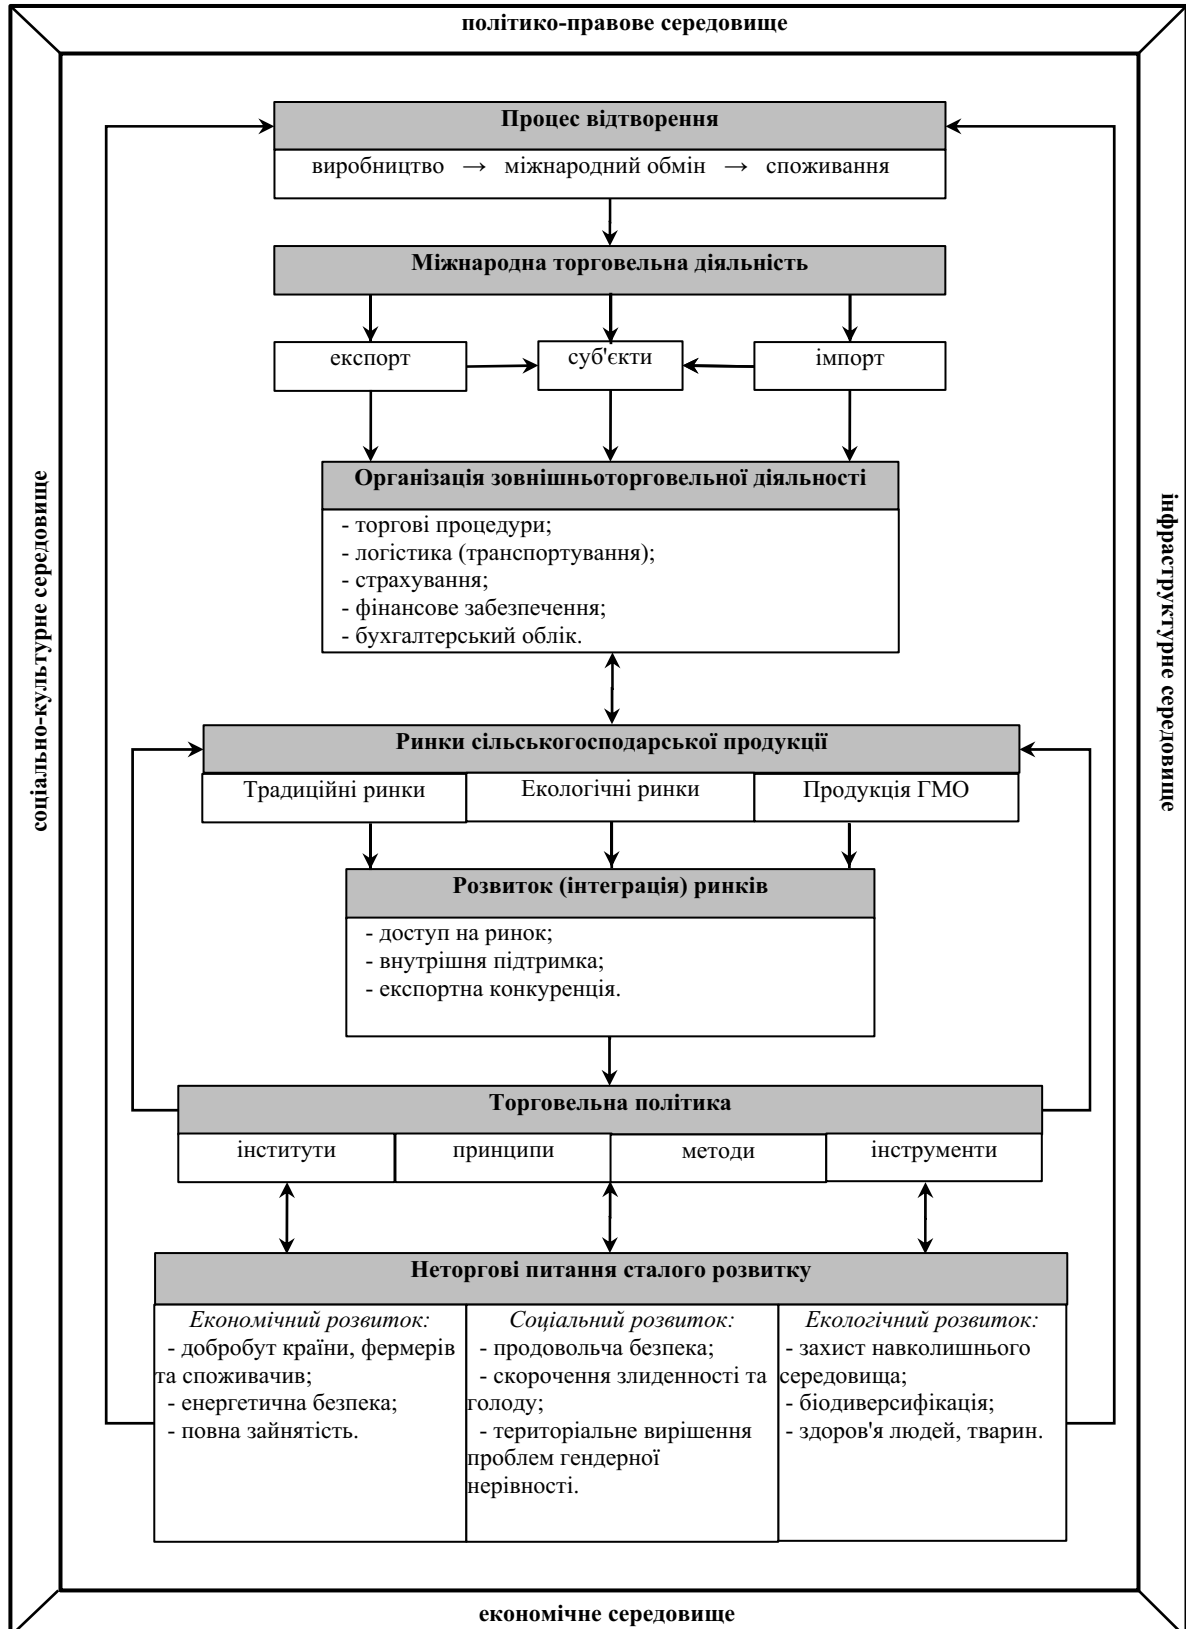 політико-правове середовище
соціально-культурне середовище
інфраструктурне середовище
Процес відтворення
виробництво → міжнародний обмін → споживання
Міжнародна торговельна діяльність
експорт
суб'єкти
імпорт
Організація зовнішньоторговельної діяльності
- торгові процедури;
- логістика (транспортування);
- страхування;
- фінансове забезпечення;
- бухгалтерський облік.
Ринки сільськогосподарської продукції
Традиційні ринки
Екологічні ринки
Продукція ГМО
Розвиток (інтеграція) ринків
- доступ на ринок;
- внутрішня підтримка;
- експортна конкуренція.
Торговельна політика
інститути
принципи
методи
інструменти
Неторгові питання сталого розвитку
Економічний розвиток:
- добробут країни, фермерів
та споживачив;
- енергетична безпека;
- повна зайнятість.
Соціальний розвиток:
- продовольча безпека;
- скорочення злиденності та
голоду;
- територіальне вирішення
проблем гендерної
нерівності.
Екологічний розвиток:
- захист навколишнього
середовища;
- біодиверсифікація;
- здоров'я людей, тварин.
економічне середовище